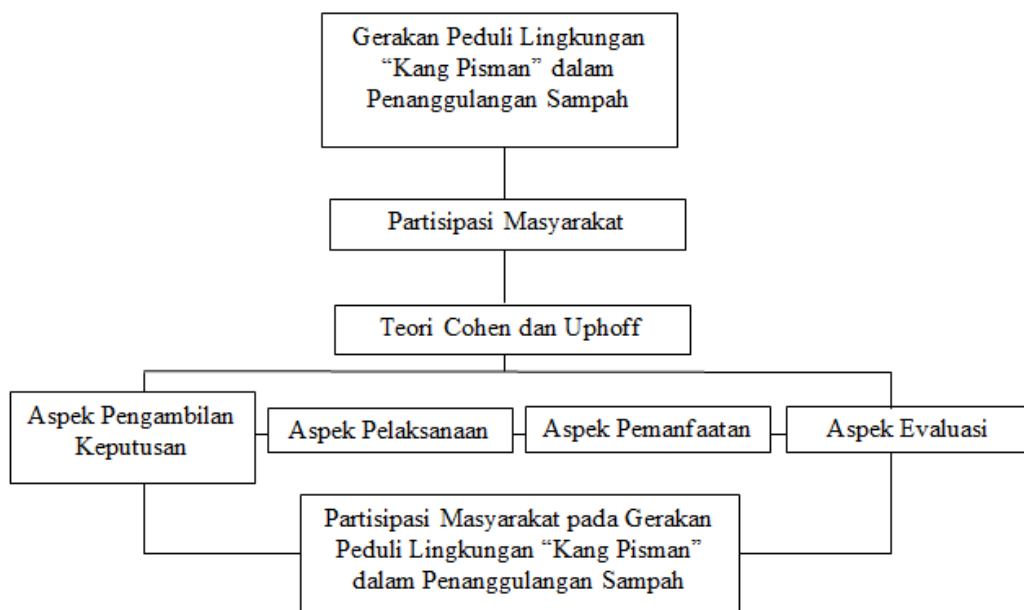 Gerakan Peduli Lingkungan
“Kang Pisman” dalam
Penanggulangan Sampah
Partisipasi Masyarakat
Teori Cohen dan Uphoff
Aspek Pengambilan
Keputusan
Aspek Pelaksanaan
Aspek Pemanfaatan
Aspek Evaluasi
Partisipasi Masyarakat pada Gerakan
Peduli Lingkungan “Kang Pisman”
dalam Penanggulangan Sampah